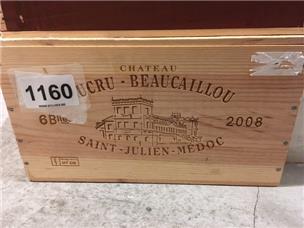 CHATEAU
1160
UCRU-BEAUCAILLOU
6B
2008
SAINT-JULIEN-MÉDOC